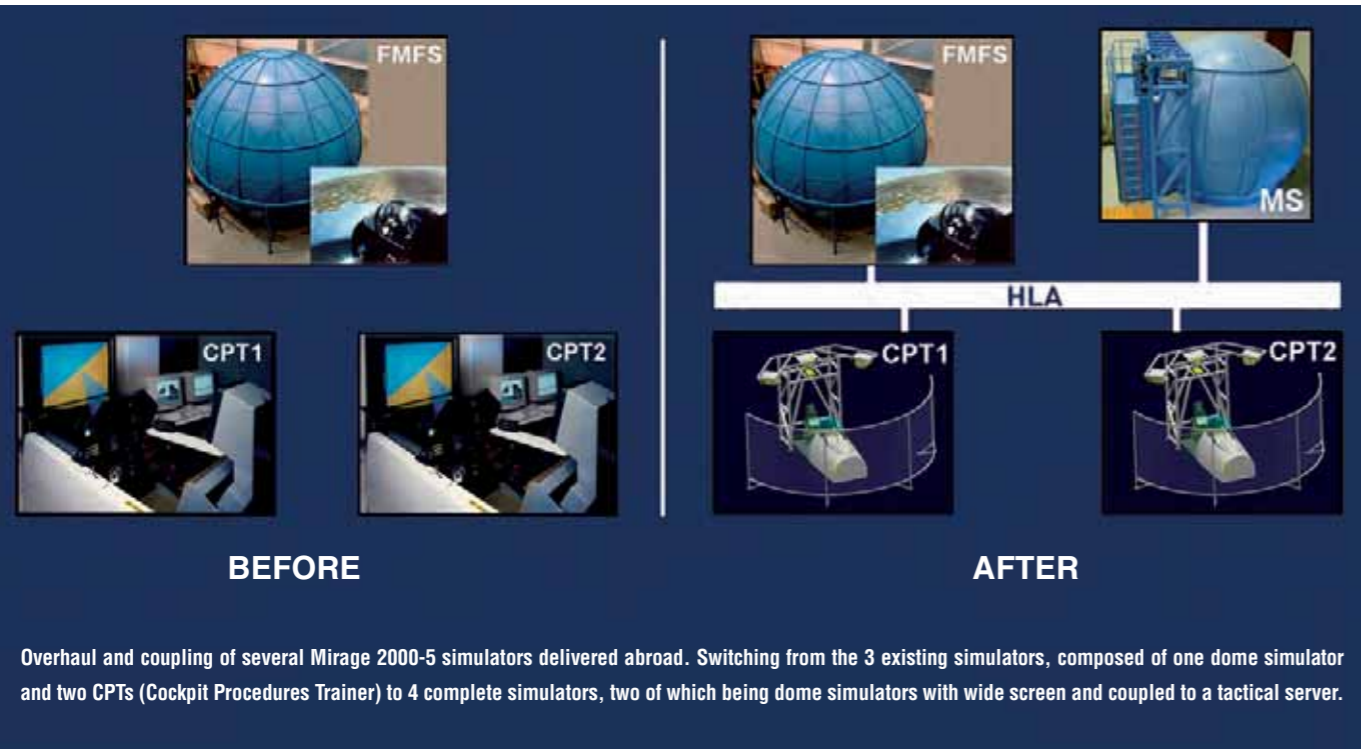 FMFS
CPT1
CPT2
BEFORE
FMFS
MS
HLA
CPT1
CPT2
AFTER
Overhaul and coupling of several Mirage 2000-5 simulators delivered abroad. Switching from the 3 existing simulators, composed of one dome simulator
and two CPTs (Cockpit Procedures Trainer) to 4 complete simulators, two of which being dome simulators with wide screen and coupled to a tactical server.